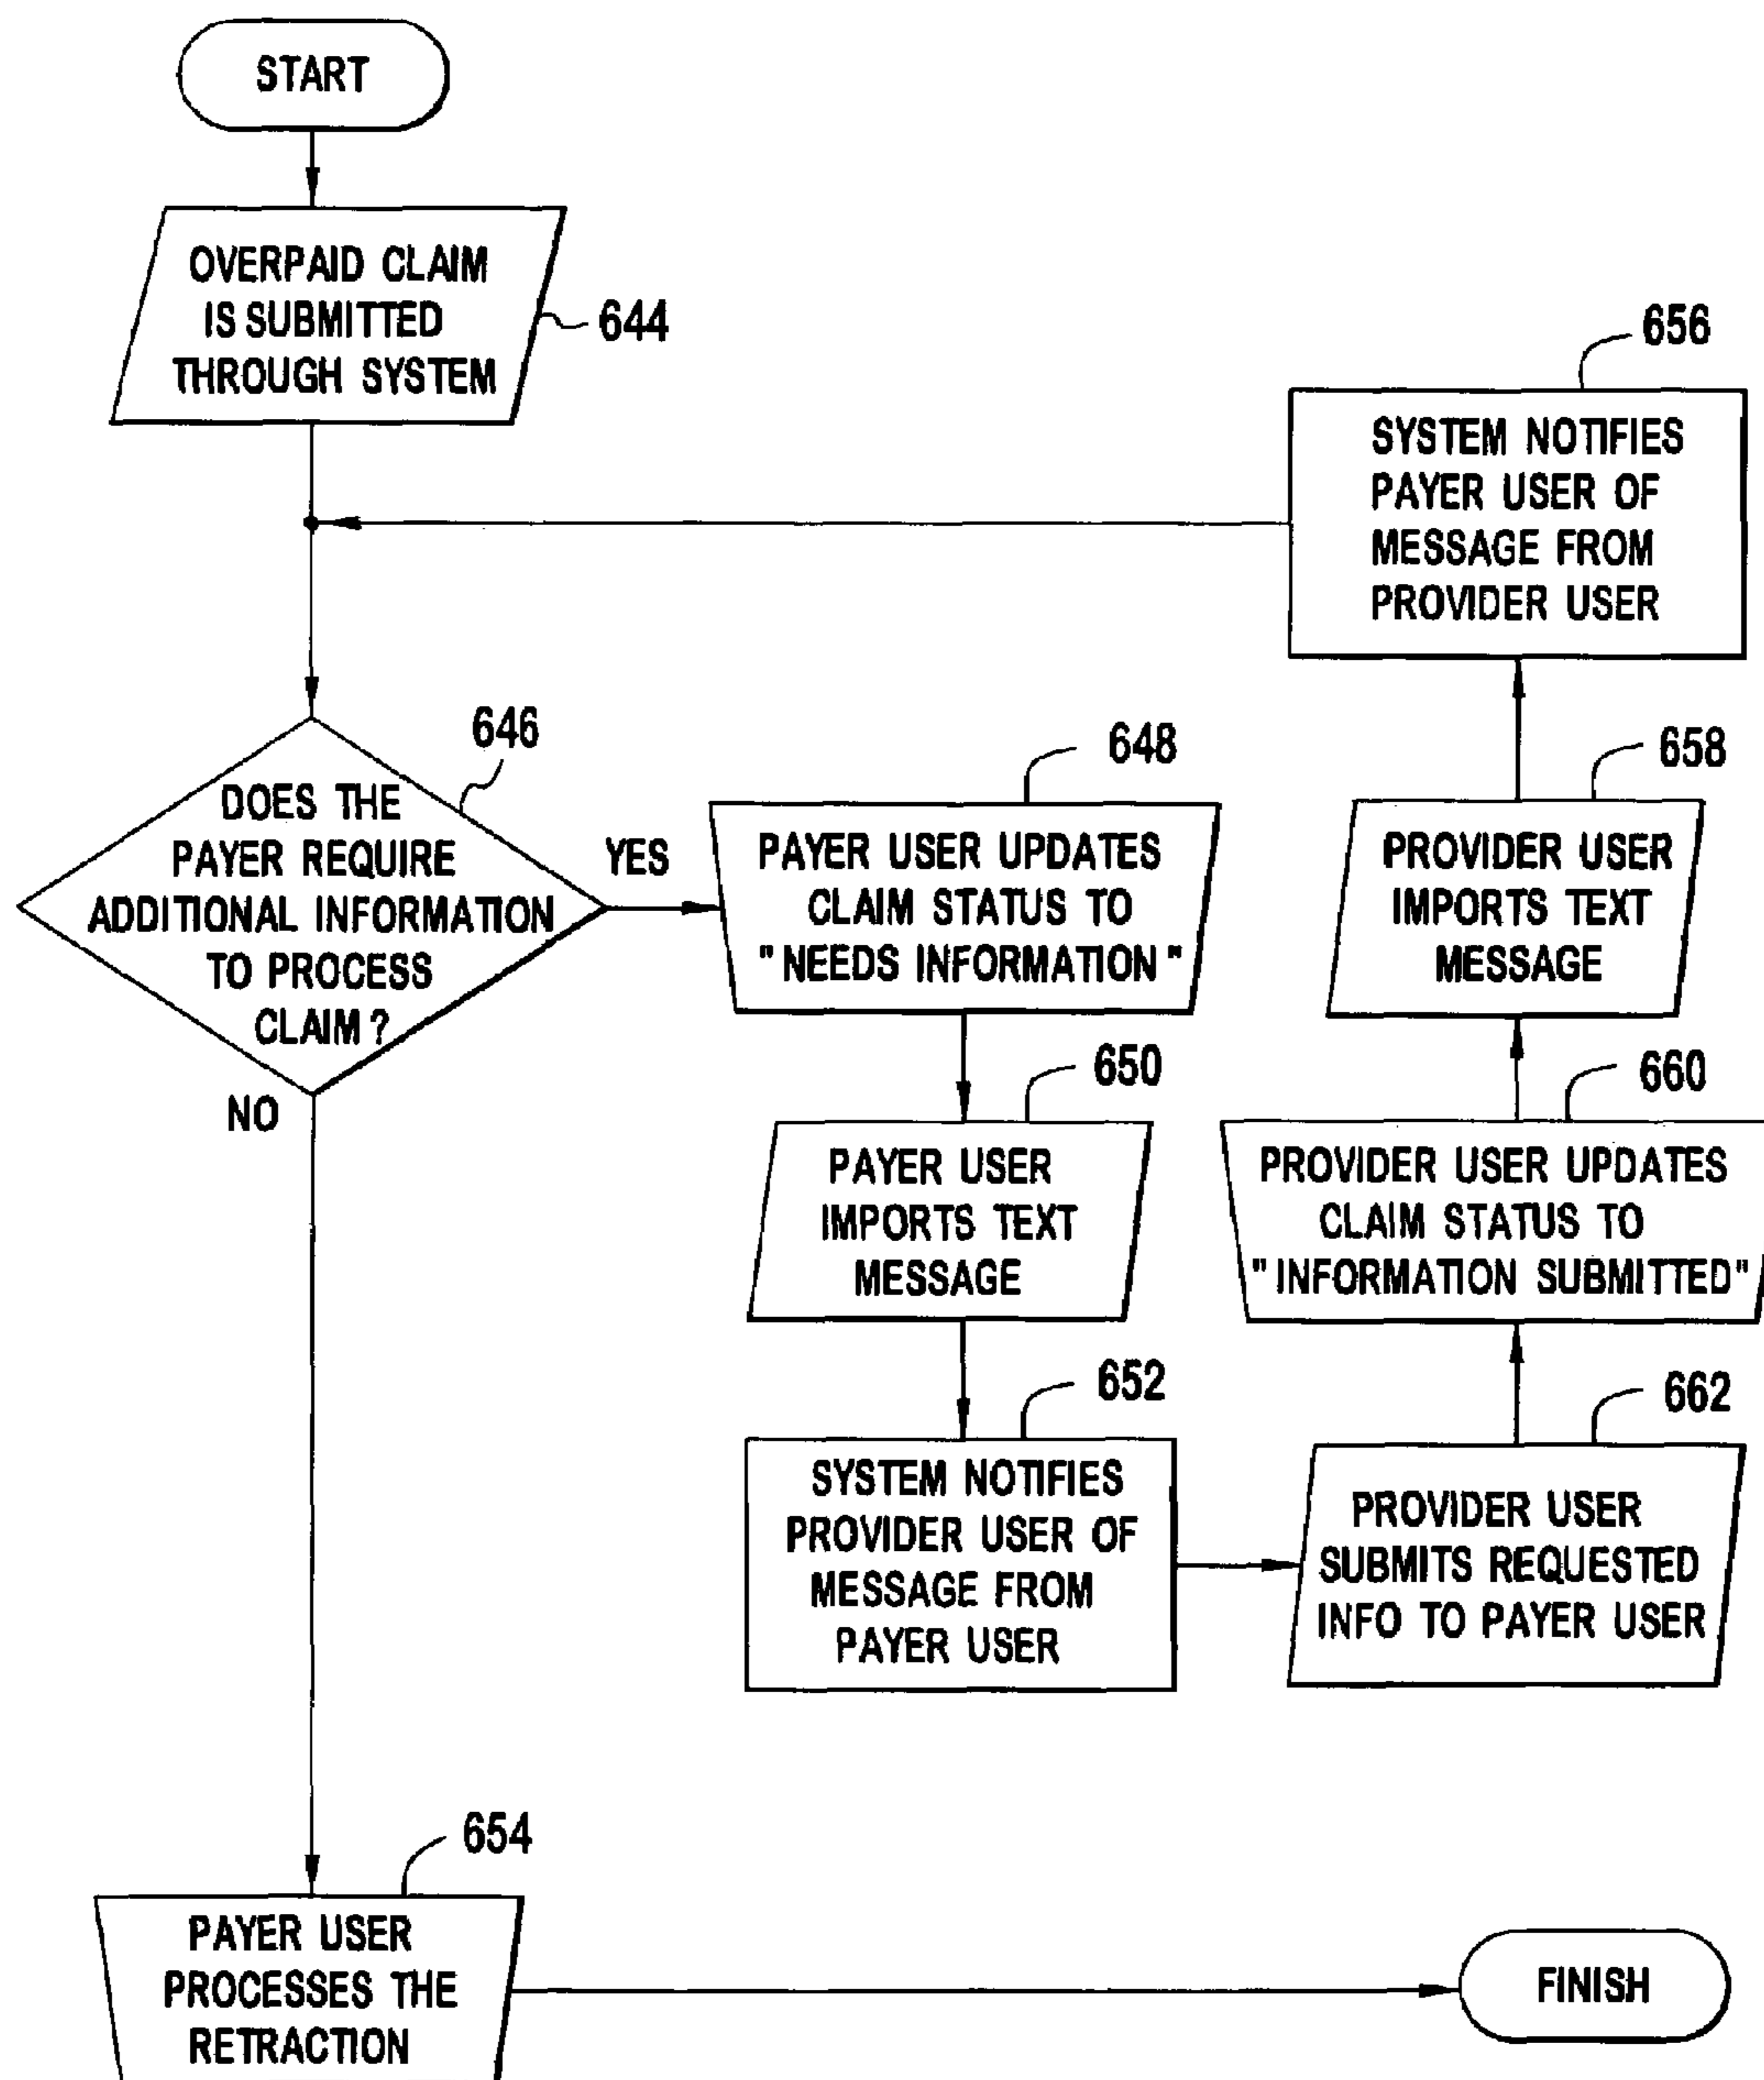 START
OVERPAID CLAIM
IS SUBMITTED
THROUGH SYSTEM
644
656
SYSTEM NOTIFIES
PAYER USER OF
MESSAGE FROM
PROVIDER USER
646
DOES THE
PAYER REQUIRE
ADDITIONAL INFORMATION
TO PROCESS
CLAIM?
YES
NO
648
PAYER USER UPDATES
CLAIM STATUS TO
"NEEDS INFORMATION"
658
PROVIDER USER
IMPORTS TEXT
MESSAGE
650
PAYER USER
IMPORTS TEXT
MESSAGE
660
PROVIDER USER UPDATES
CLAIM STATUS TO
"INFORMATION SUBMITTED"
652
SYSTEM NOTIFIES
PROVIDER USER OF
MESSAGE FROM
PAYER USER
662
PROVIDER USER
SUBMITS REQUESTED
INFO TO PAYER USER
654
PAYER USER
PROCESSES THE
RETRACTION
FINISH